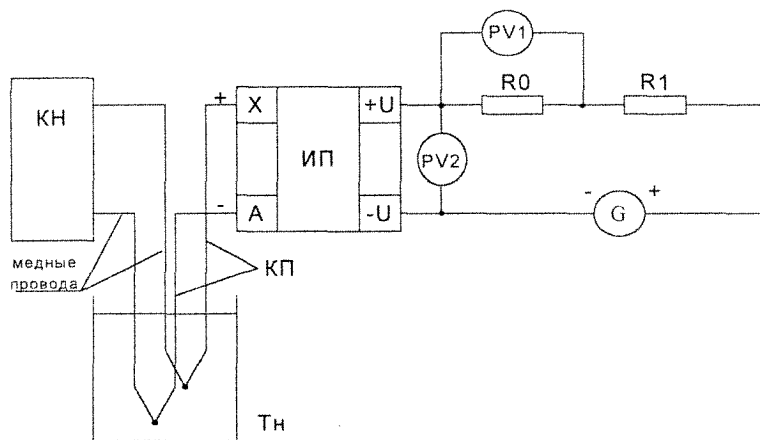 PV1
R0
R1
КН
+
X
+U
ИП
PV2
-
A
-U
-
G
+
медные
провода
КП
Тн